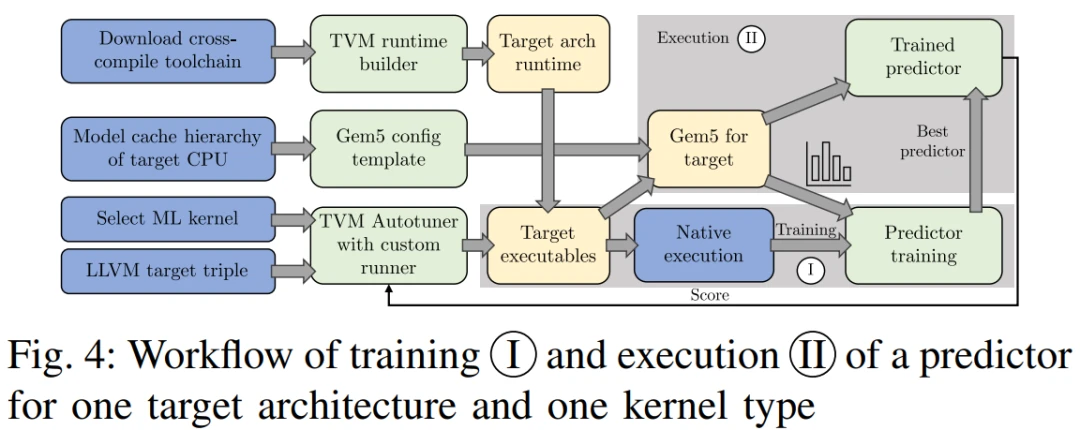 Download cross-
compile toolchain
TVM runtime
builder
Target arch
runtime
Execution II
Trained
predictor
Model cache hierarchy
of target CPU
Gem5 config
template
Gem5 for
target
Best
predictor
Select ML kernel
LLVM target triple
TVM Autotuner
with custom
runner
Target
executables
Native
execution
Training
I
Predictor
training
Score
Fig. 4: Workflow of training I and execution II of a predictor
for one target architecture and one kernel type